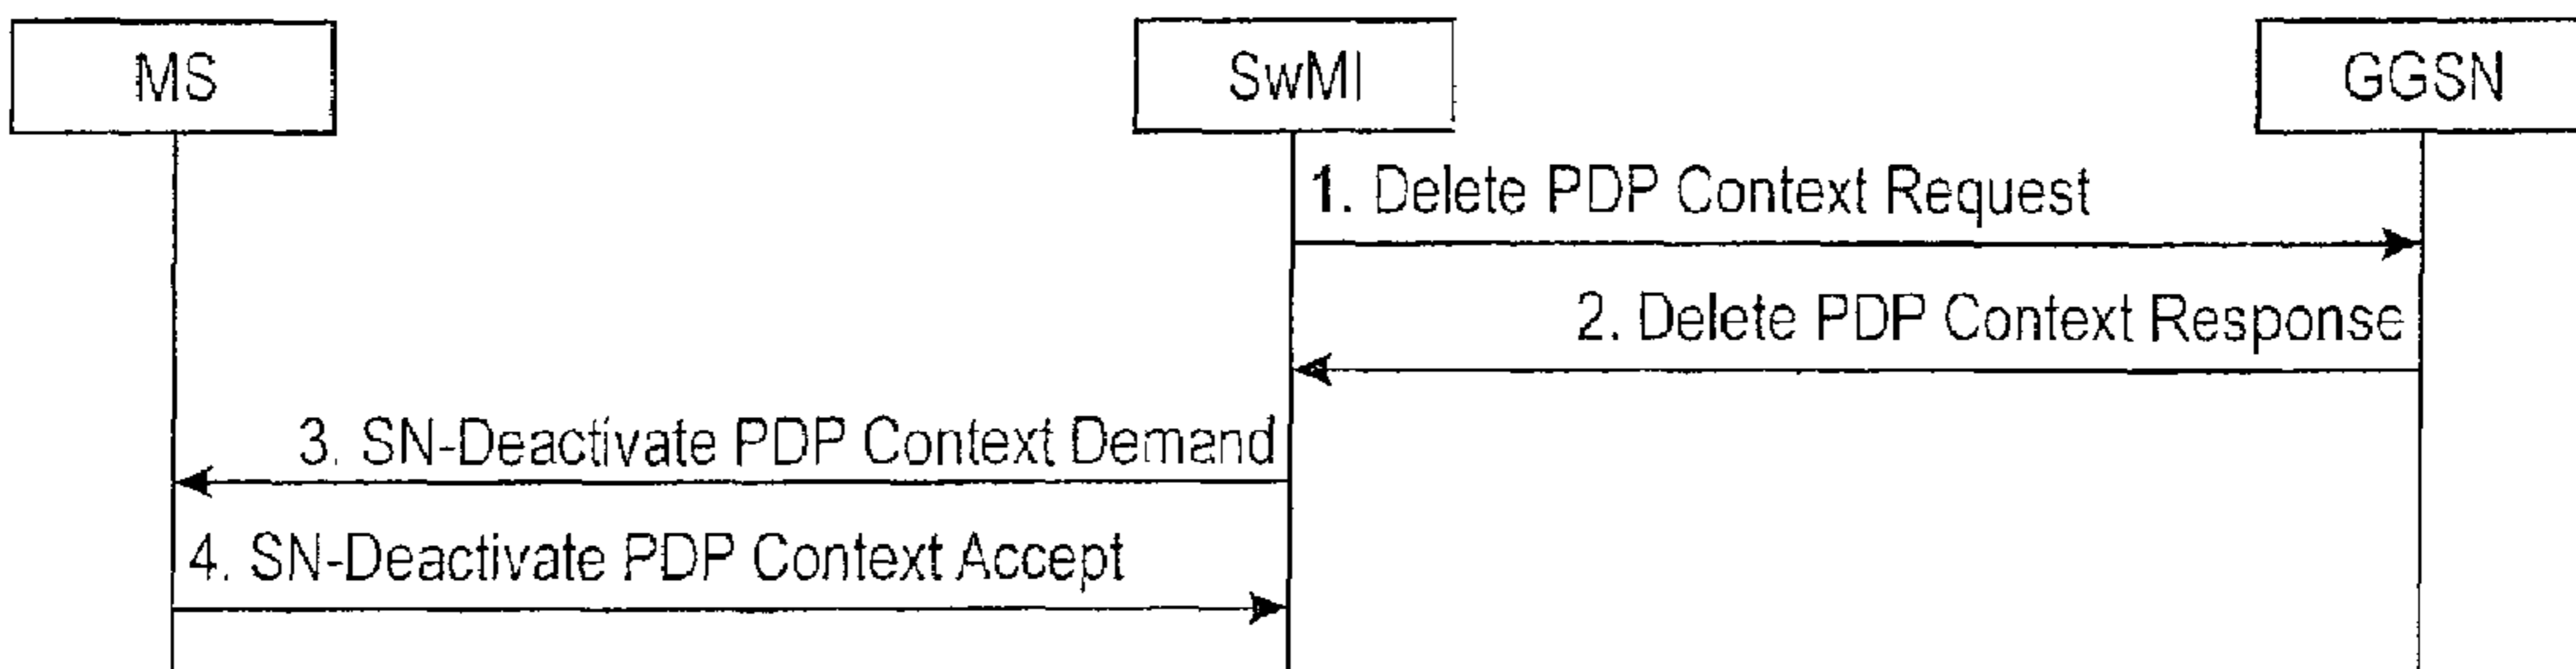 MS
SwMI
GGSN
1. Delete PDP Context Request
2. Delete PDP Context Response
3. SN-Deactivate PDP Context Demand
4. SN-Deactivate PDP Context Accept